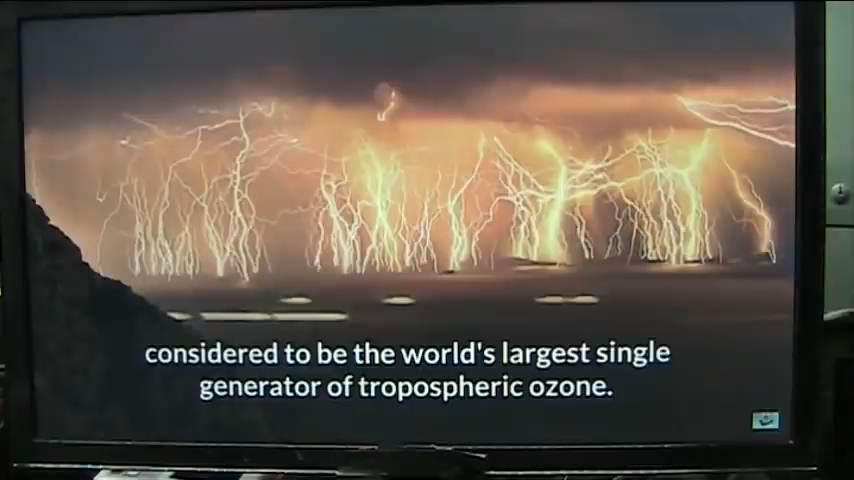 considered to be the world's largest single
generator of tropospheric ozone.